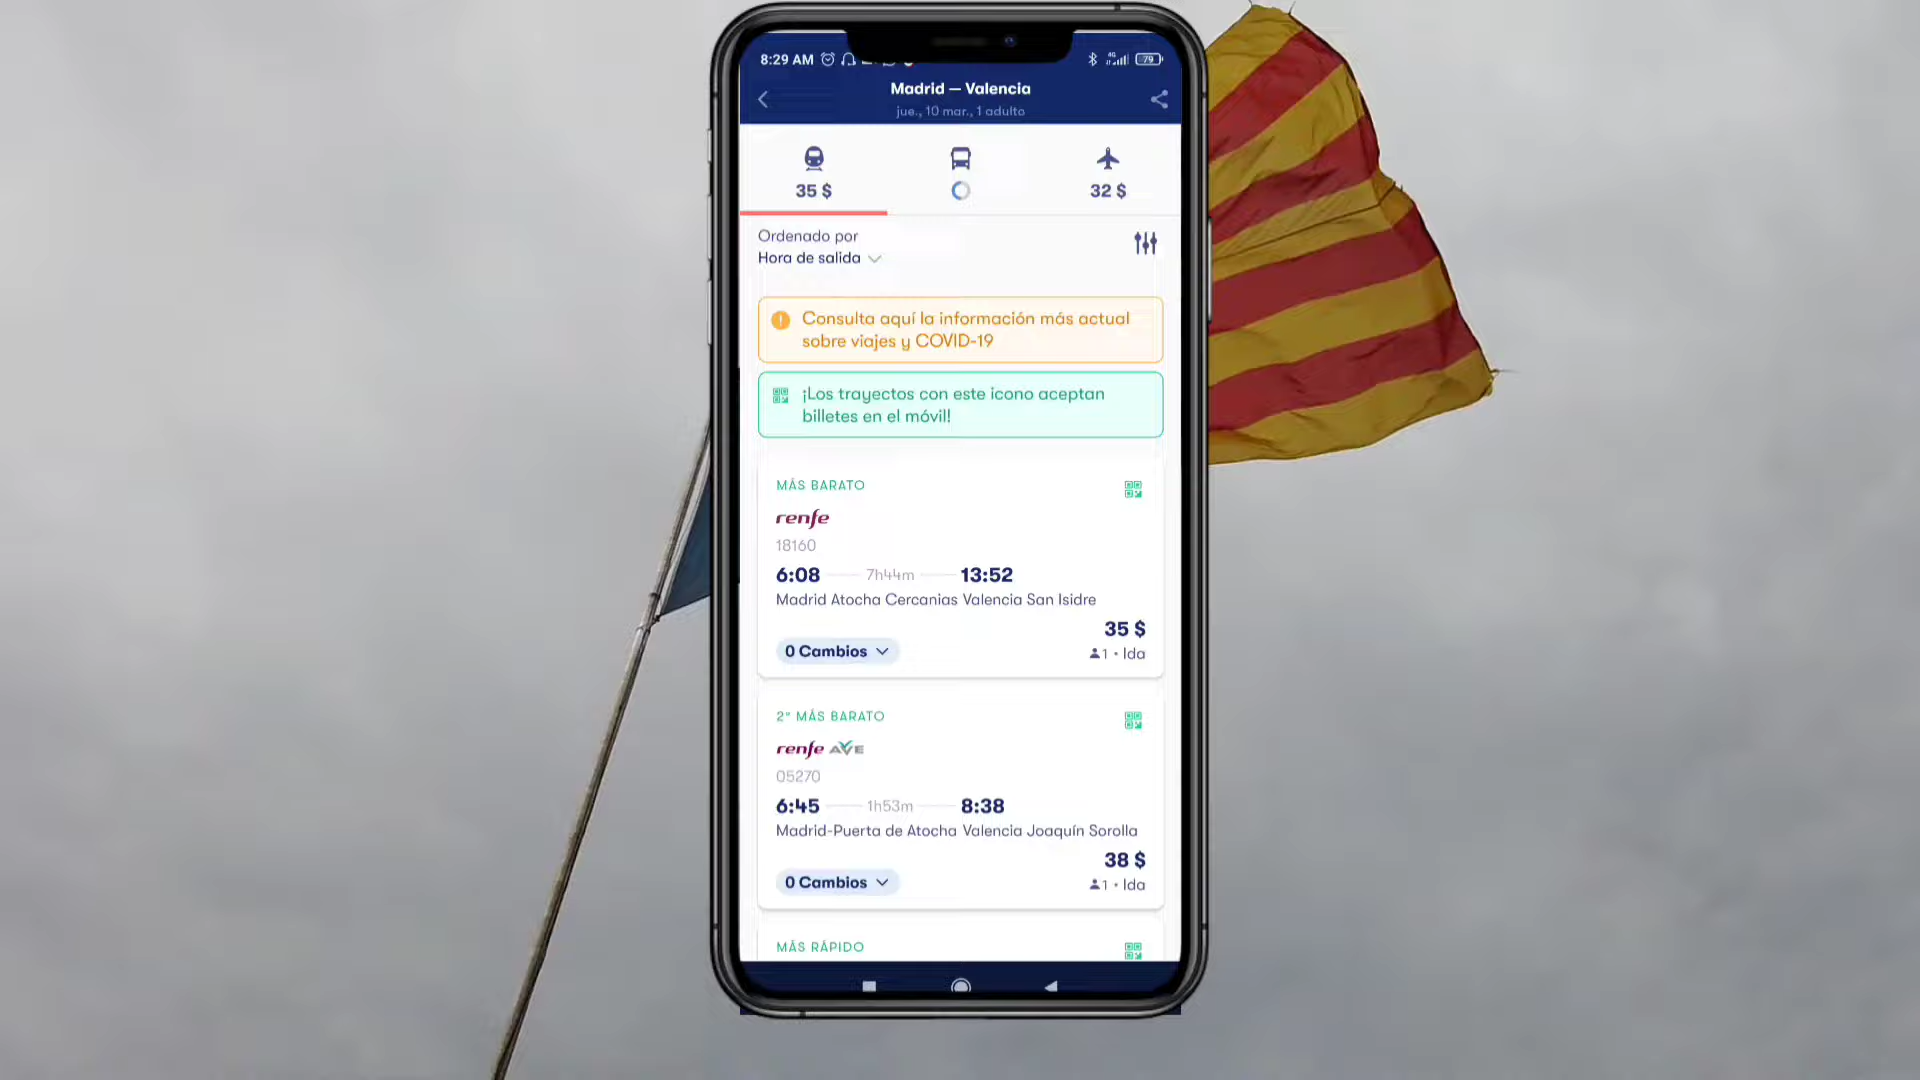 8:29 AM
79
Madrid — Valencia
jue., 10 mar., 1 adulto
35 $
32 $
Ordenado por
Hora de salida
Consulta aquí la información más actual
sobre viajes y COVID-19
¡Los trayectos con este icono aceptan
billetes en el móvil!
MÁS BARATO
renfe
18160
6:08 7h44m 13:52
Madrid Atocha Cercanias Valencia San Isidre
35 $
0 Cambios
1 • Ida
2º MÁS BARATO
renfe AVE
05270
6:45 1h53m 8:38
Madrid-Puerta de Atocha Valencia Joaquín Sorolla
38 $
0 Cambios
1 • Ida
MÁS RÁPIDO